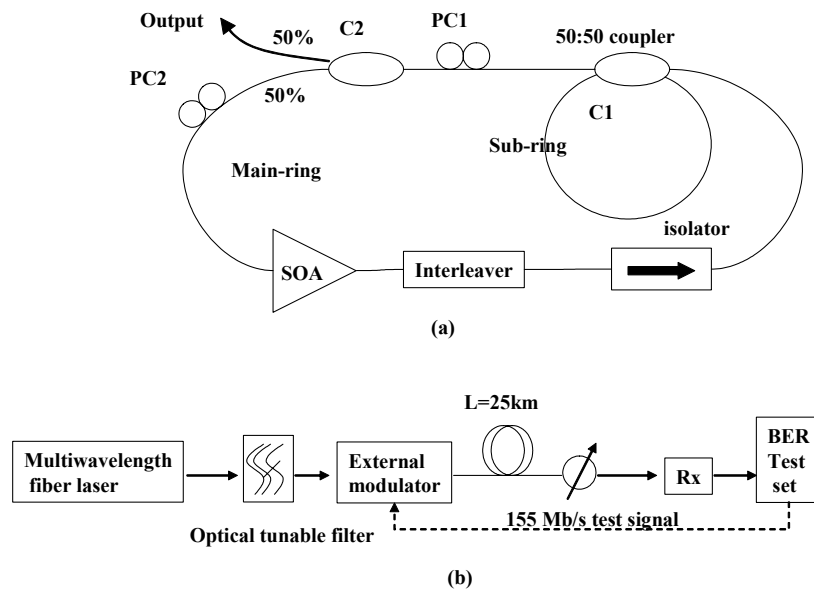 Output
50%
C2
PC1
50:50 coupler
PC2
50%
C1
Sub-ring
Main-ring
isolator
SOA
Interleaver
(a)
L=25km
Multiwavelength
fiber laser
External
modulator
Rx
BER
Test
set
155 Mb/s test signal
Optical tunable filter
(b)